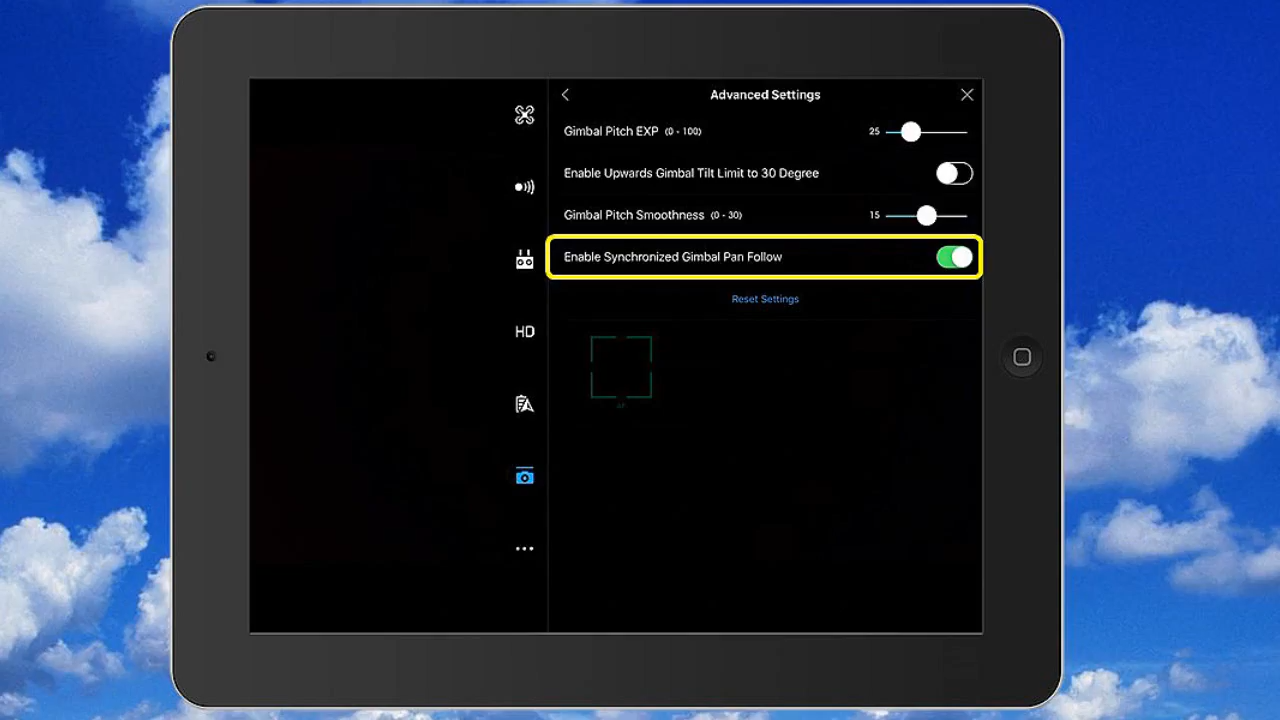 Advanced Settings
Gimbal Pitch EXP (0 - 100) 25
Enable Upwards Gimbal Tilt Limit to 30 Degree
Gimbal Pitch Smoothness (0 - 30) 15
Enable Synchronized Gimbal Pan Follow
HD
Reset Settings